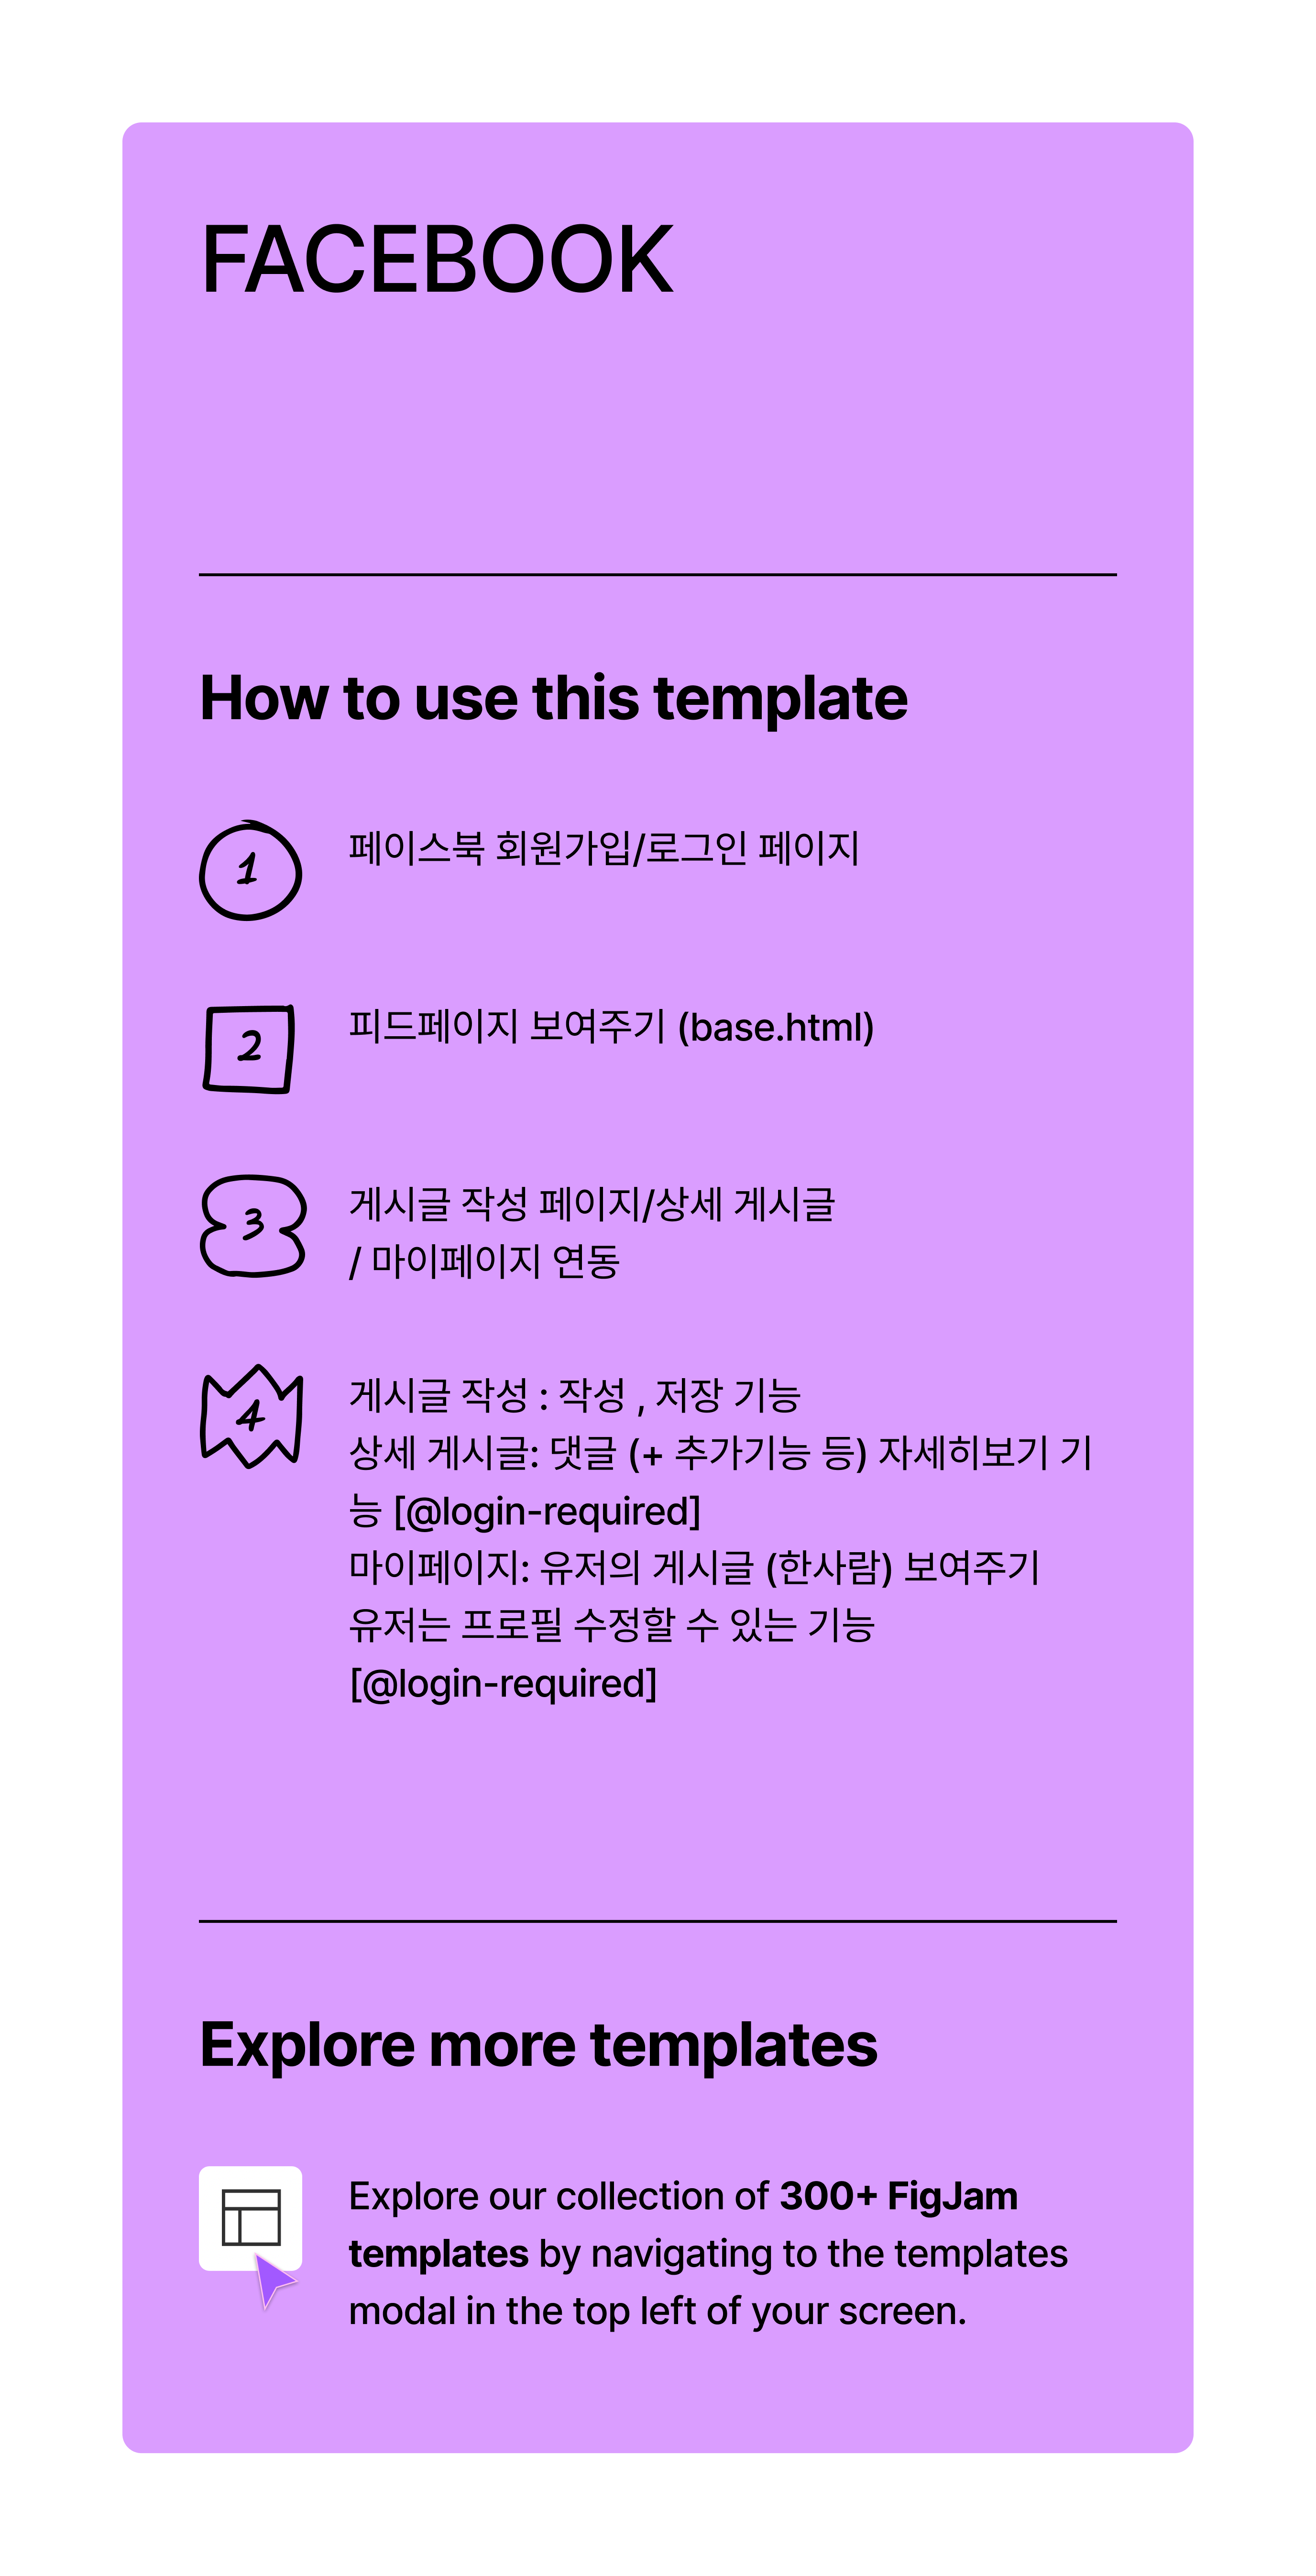 FACEBOOK
How to use this template
1
페이스북 회원가입/로그인 페이지
2
피드페이지 보여주기 (base.html)
3
게시글 작성 페이지/상세 게시글
/ 마이페이지 연동
4
게시글 작성 : 작성 , 저장 기능
상세 게시글: 댓글 (+ 추가기능 등) 자세히보기 기
능 [@login-required]
마이페이지: 유저의 게시글 (한사람) 보여주기
유저는 프로필 수정할 수 있는 기능
[@login-required]
Explore more templates
Explore our collection of 300+ FigJam
templates by navigating to the templates
modal in the top left of your screen.